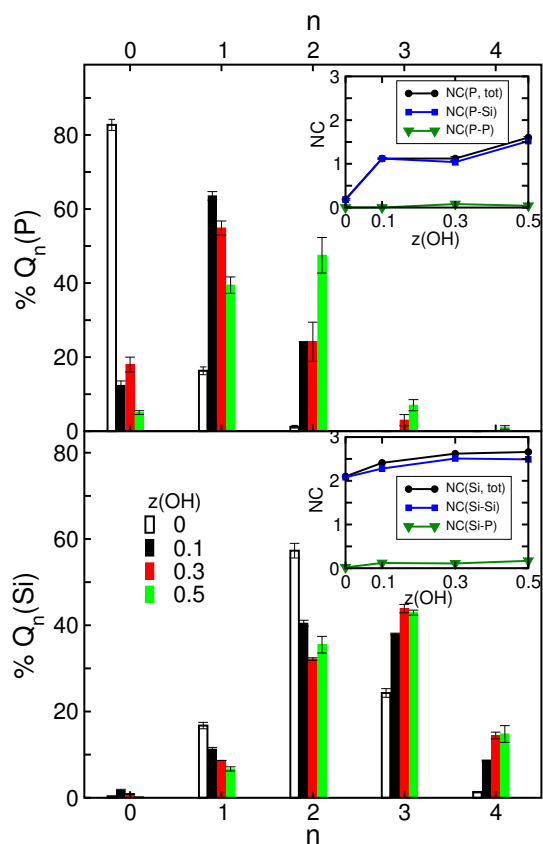 n
0 1 2 3 4
% Qn(P)
80
60
40
20
0
NC
3
2
1
0
NC(P, tot)
NC(P-Si)
NC(P-P)
0 0.1 0.3 0.5
z(OH)
% Qn(Si)
80
60
40
20
0
z(OH)
0
0.1
0.3
0.5
NC
3
2
1
0
NC(Si, tot)
NC(Si-Si)
NC(Si-P)
0 0.1 0.3 0.5
z(OH)
0 1 2 3 4
n